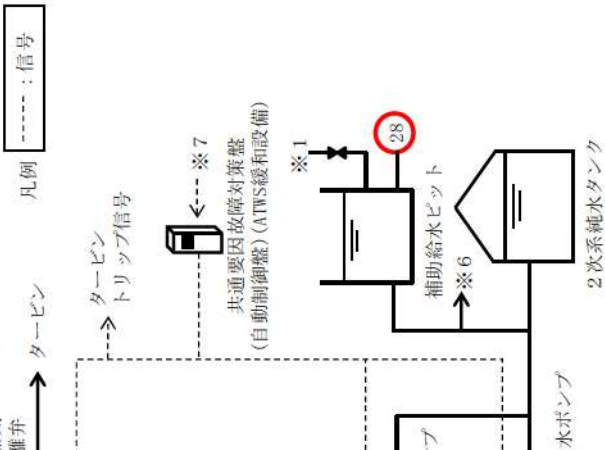 凡例
----- : 信号
離弁
タービン
タービン
トリップ信号
※7
共通要因故障対策盤
(自動制御盤)(ATWS緩和設備)
※1
28
補助給水ピット
※6
2次系純水タンク
プ
水ポンプ